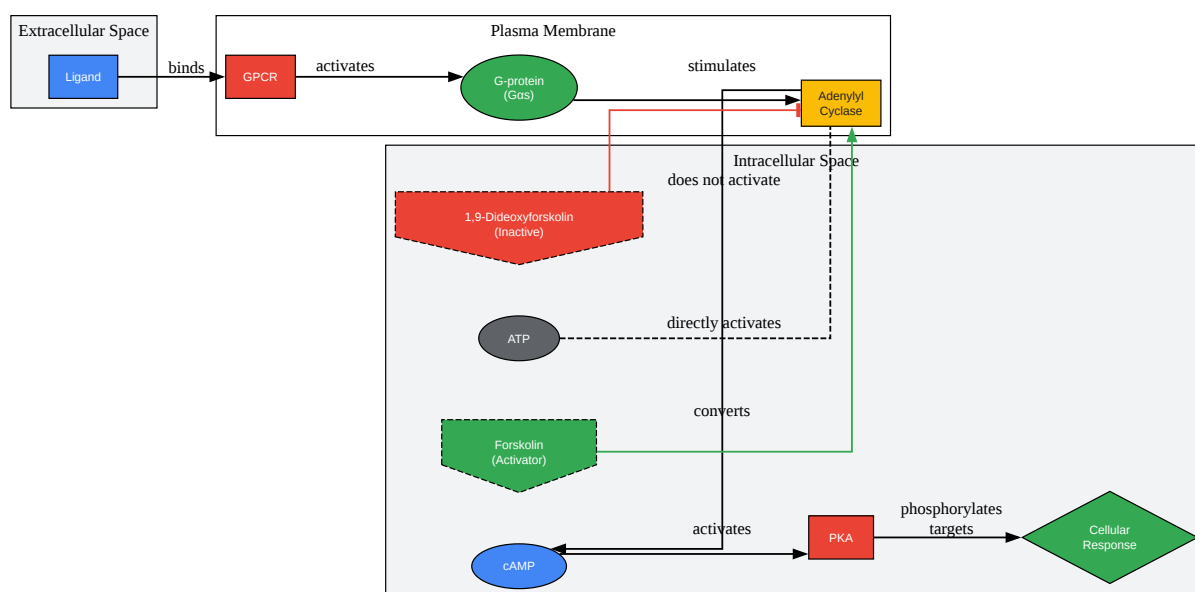 Extracellular Space
Plasma Membrane
Ligand
binds
GPCR
activates
G-protein
(Gαs)
stimulates
Adenylyl
Cyclase
Intracellular Space
does not activate
1,9-Dideoxyforskolin
(Inactive)
ATP
directly activates
converts
Forskolin
(Activator)
cAMP
activates
PKA
phosphorylates
targets
Cellular
Response